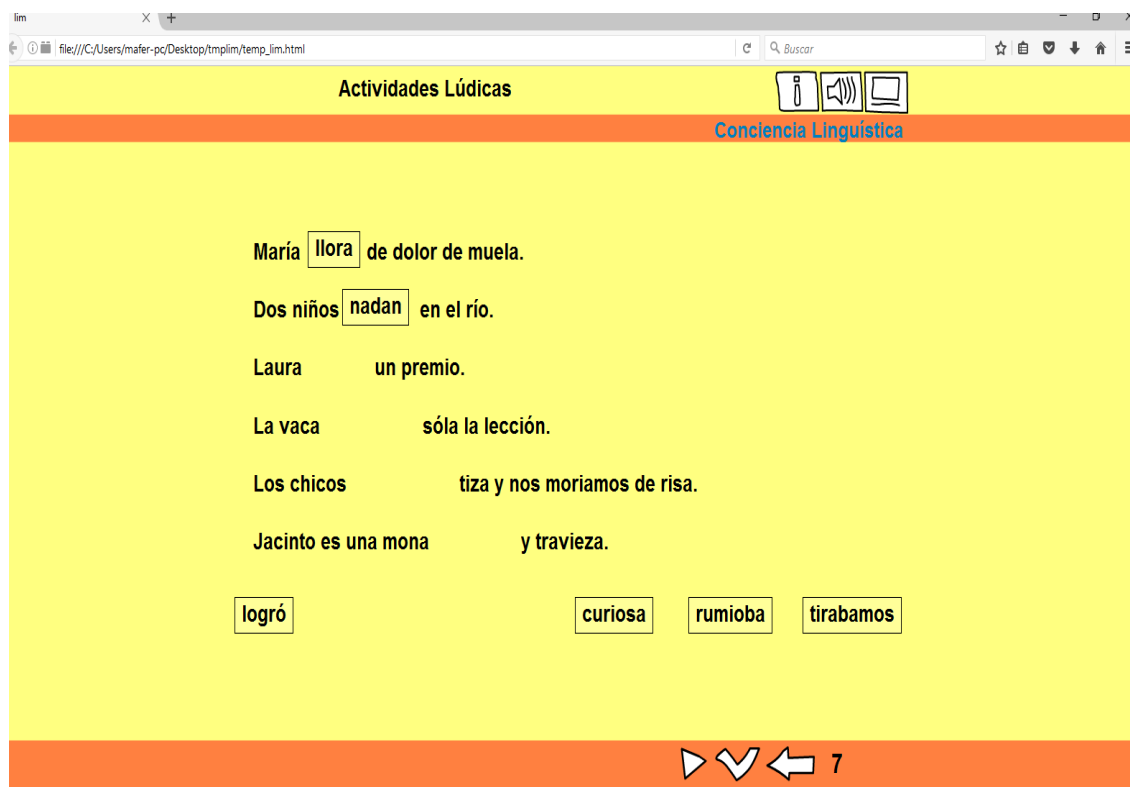 lim
file:///C:/Users/mafer-pc/Desktop/tmplim/temp_lim.html
Buscar
Actividades Lúdicas
Conciencia Linguística
María llora de dolor de muela.
Dos niños nadan en el río.
Laura un premio.
La vaca sóla la lección.
Los chicos tiza y nos moriamos de risa.
Jacinto es una mona y travieza.
logró curiosa rumioba tirabamos
7